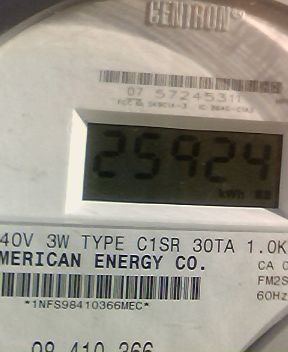 CENTRON®
07 57245311
25924
kWh
40V 3W TYPE C1SR 30TA 1.0K
MERICAN ENERGY CO.
CA 0
FM2S
60Hz
*1NFS98410366MEC*
98 410 366